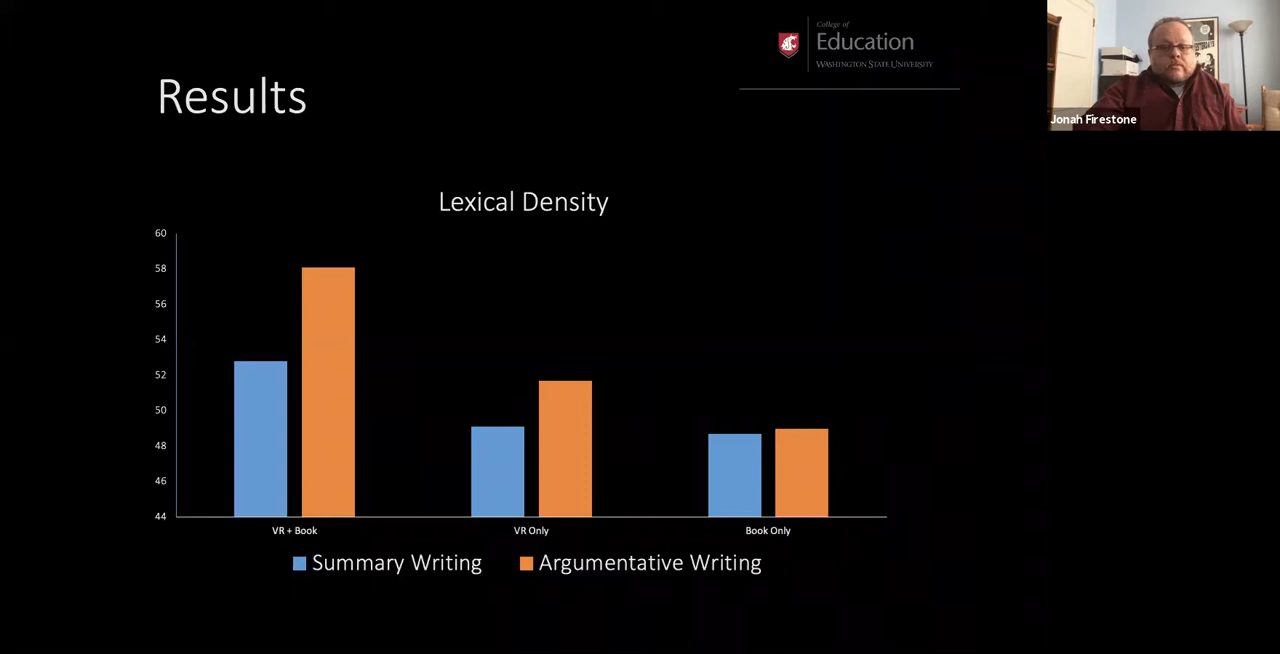 College of
Education
WASHINGTON STATE UNIVERSITY
Results
Jonah Firestone
Lexical Density
60
58
56
54
52
50
48
46
44
VR + Book
VR Only
Book Only
Summary Writing
Argumentative Writing